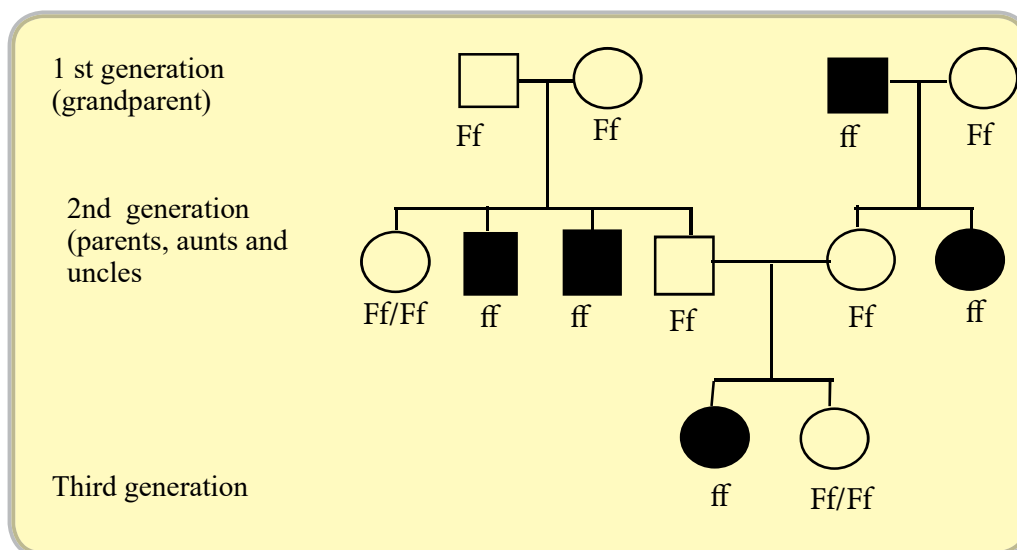 1 st generation
(grandparent)
Ff
Ff
ff
Ff
2nd generation
(parents, aunts and
uncles
Ff/Ff
ff
ff
Ff
Ff
ff
Third generation
ff
Ff/Ff